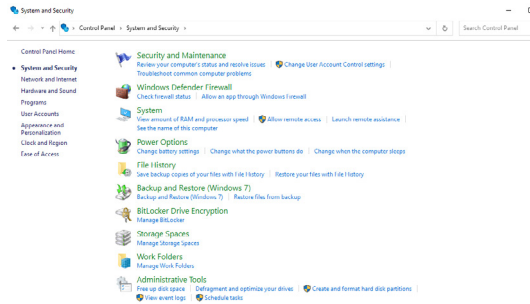 System and Security
Control Panel
System and Security
Search Control Panel
Control Panel Home
System and Security
Network and Internet
Hardware and Sound
Programs
User Accounts
Appearance and
Personalization
Clock and Region
Ease of Access
Security and Maintenance
Review your computer's status and resolve issues
Change User Account Control settings
Troubleshoot common computer problems
Windows Defender Firewall
Check firewall status
Allow an app through Windows Firewall
System
View amount of RAM and processor speed
Allow remote access
Launch remote assistance
See the name of this computer
Power Options
Change battery settings
Change what the power buttons do
Change when the computer sleeps
File History
Save backup copies of your files with File History
Restore your files with File History
Backup and Restore (Windows 7)
Backup and Restore (Windows 7)
Restore files from backup
BitLocker Drive Encryption
Manage BitLocker
Storage Spaces
Manage Storage Spaces
Work Folders
Manage Work Folders
Administrative Tools
Free up disk space
Defragment and optimize your drives
Create and format hard disk partitions
View event logs
Schedule tasks